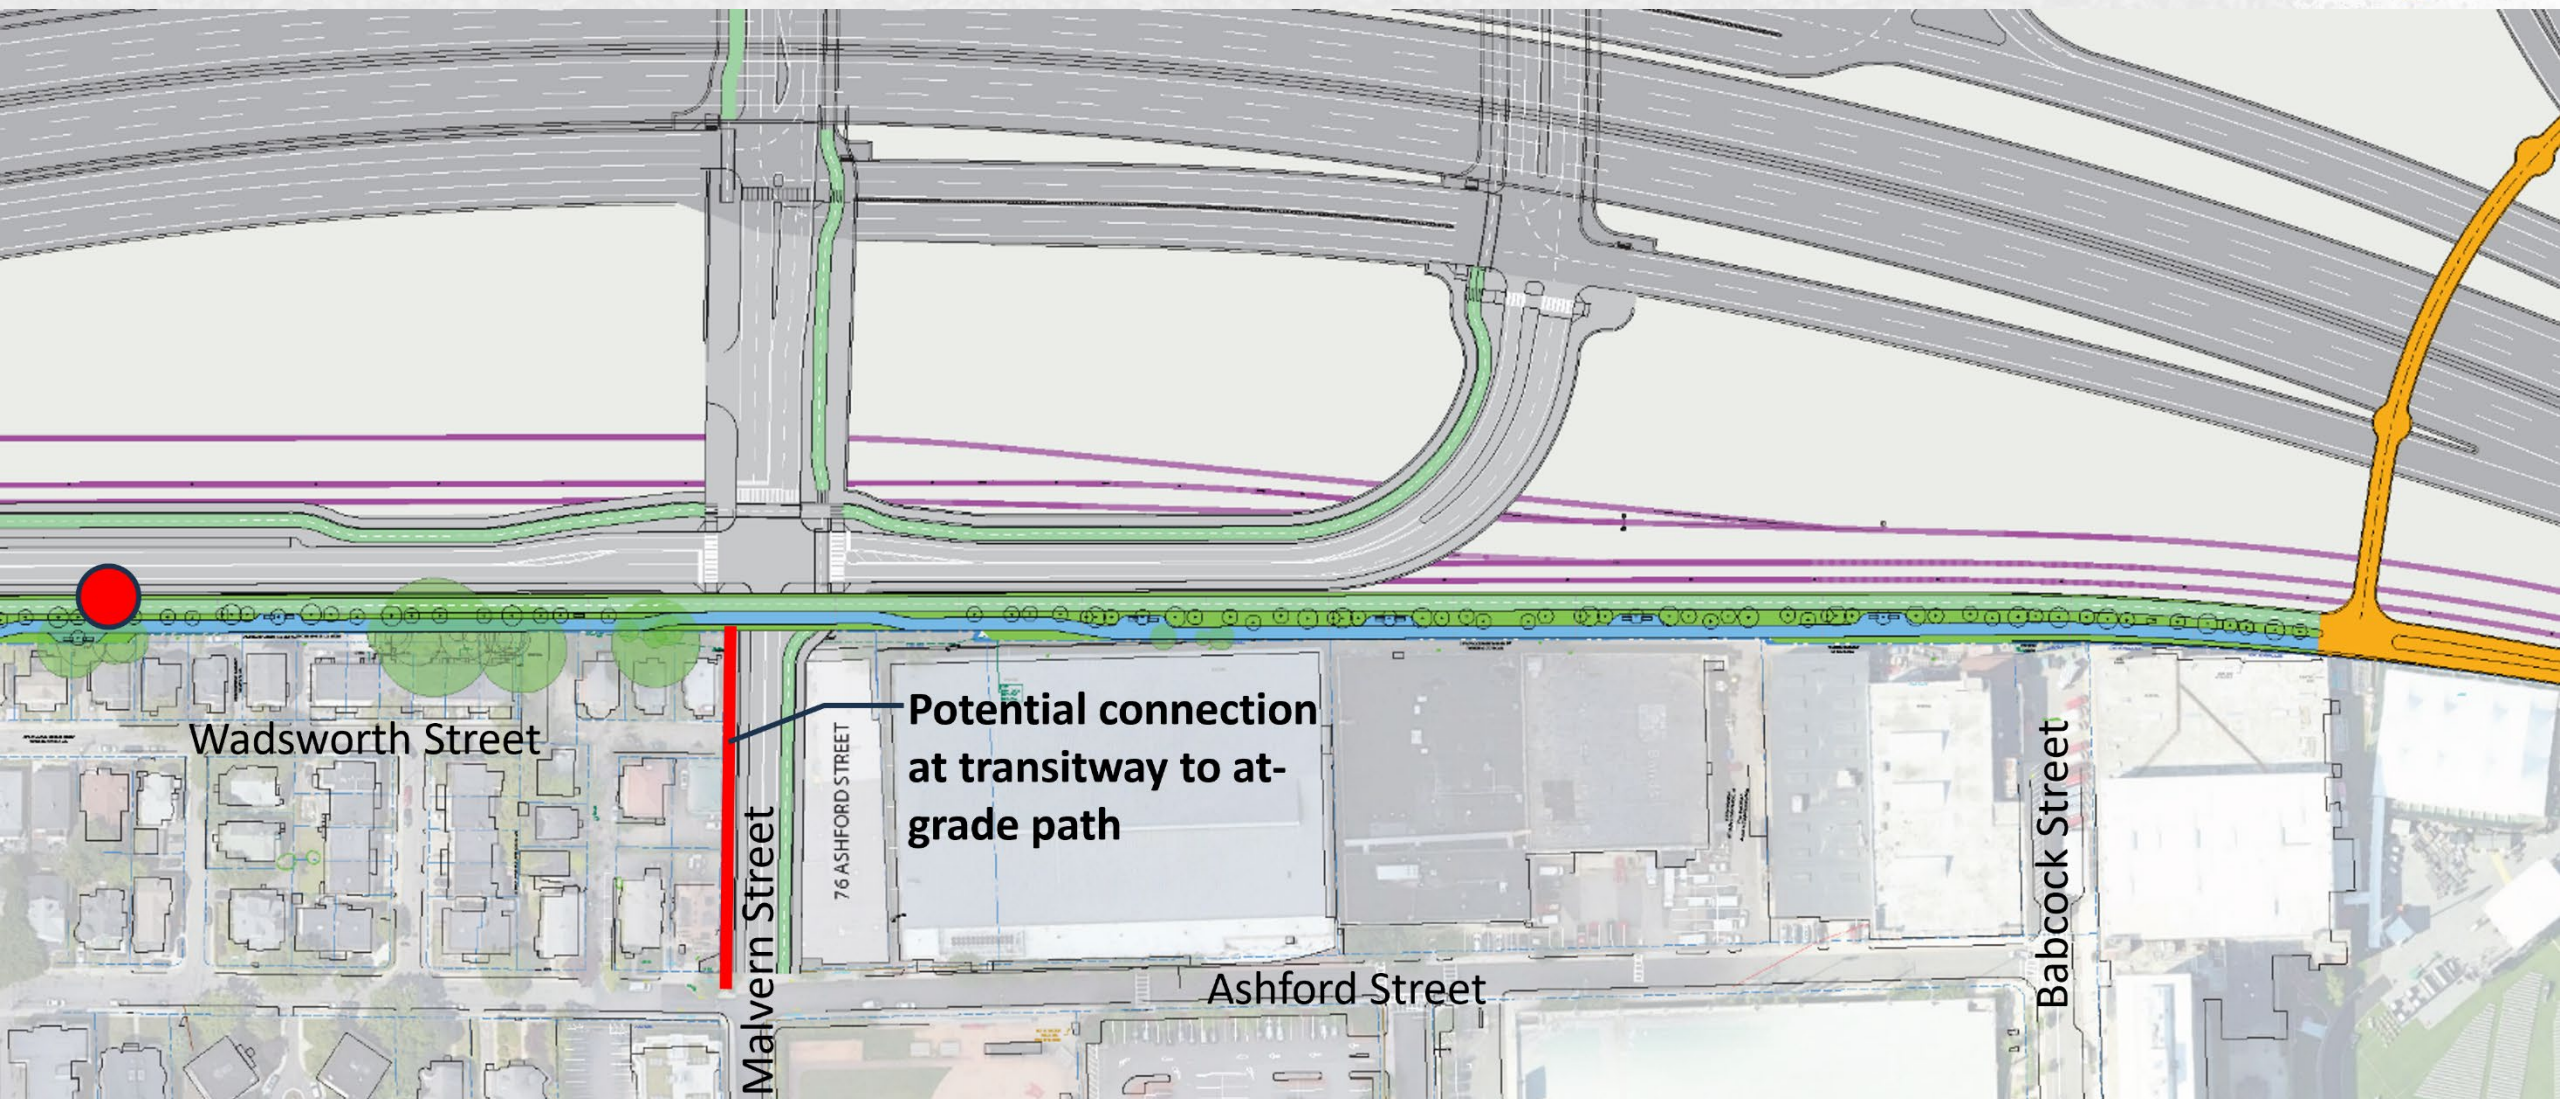 Wadsworth Street
Malvern Street
76 ASHFORD STREET
Potential connection
at transitway to at-
grade path
Ashford Street
Babcock Street